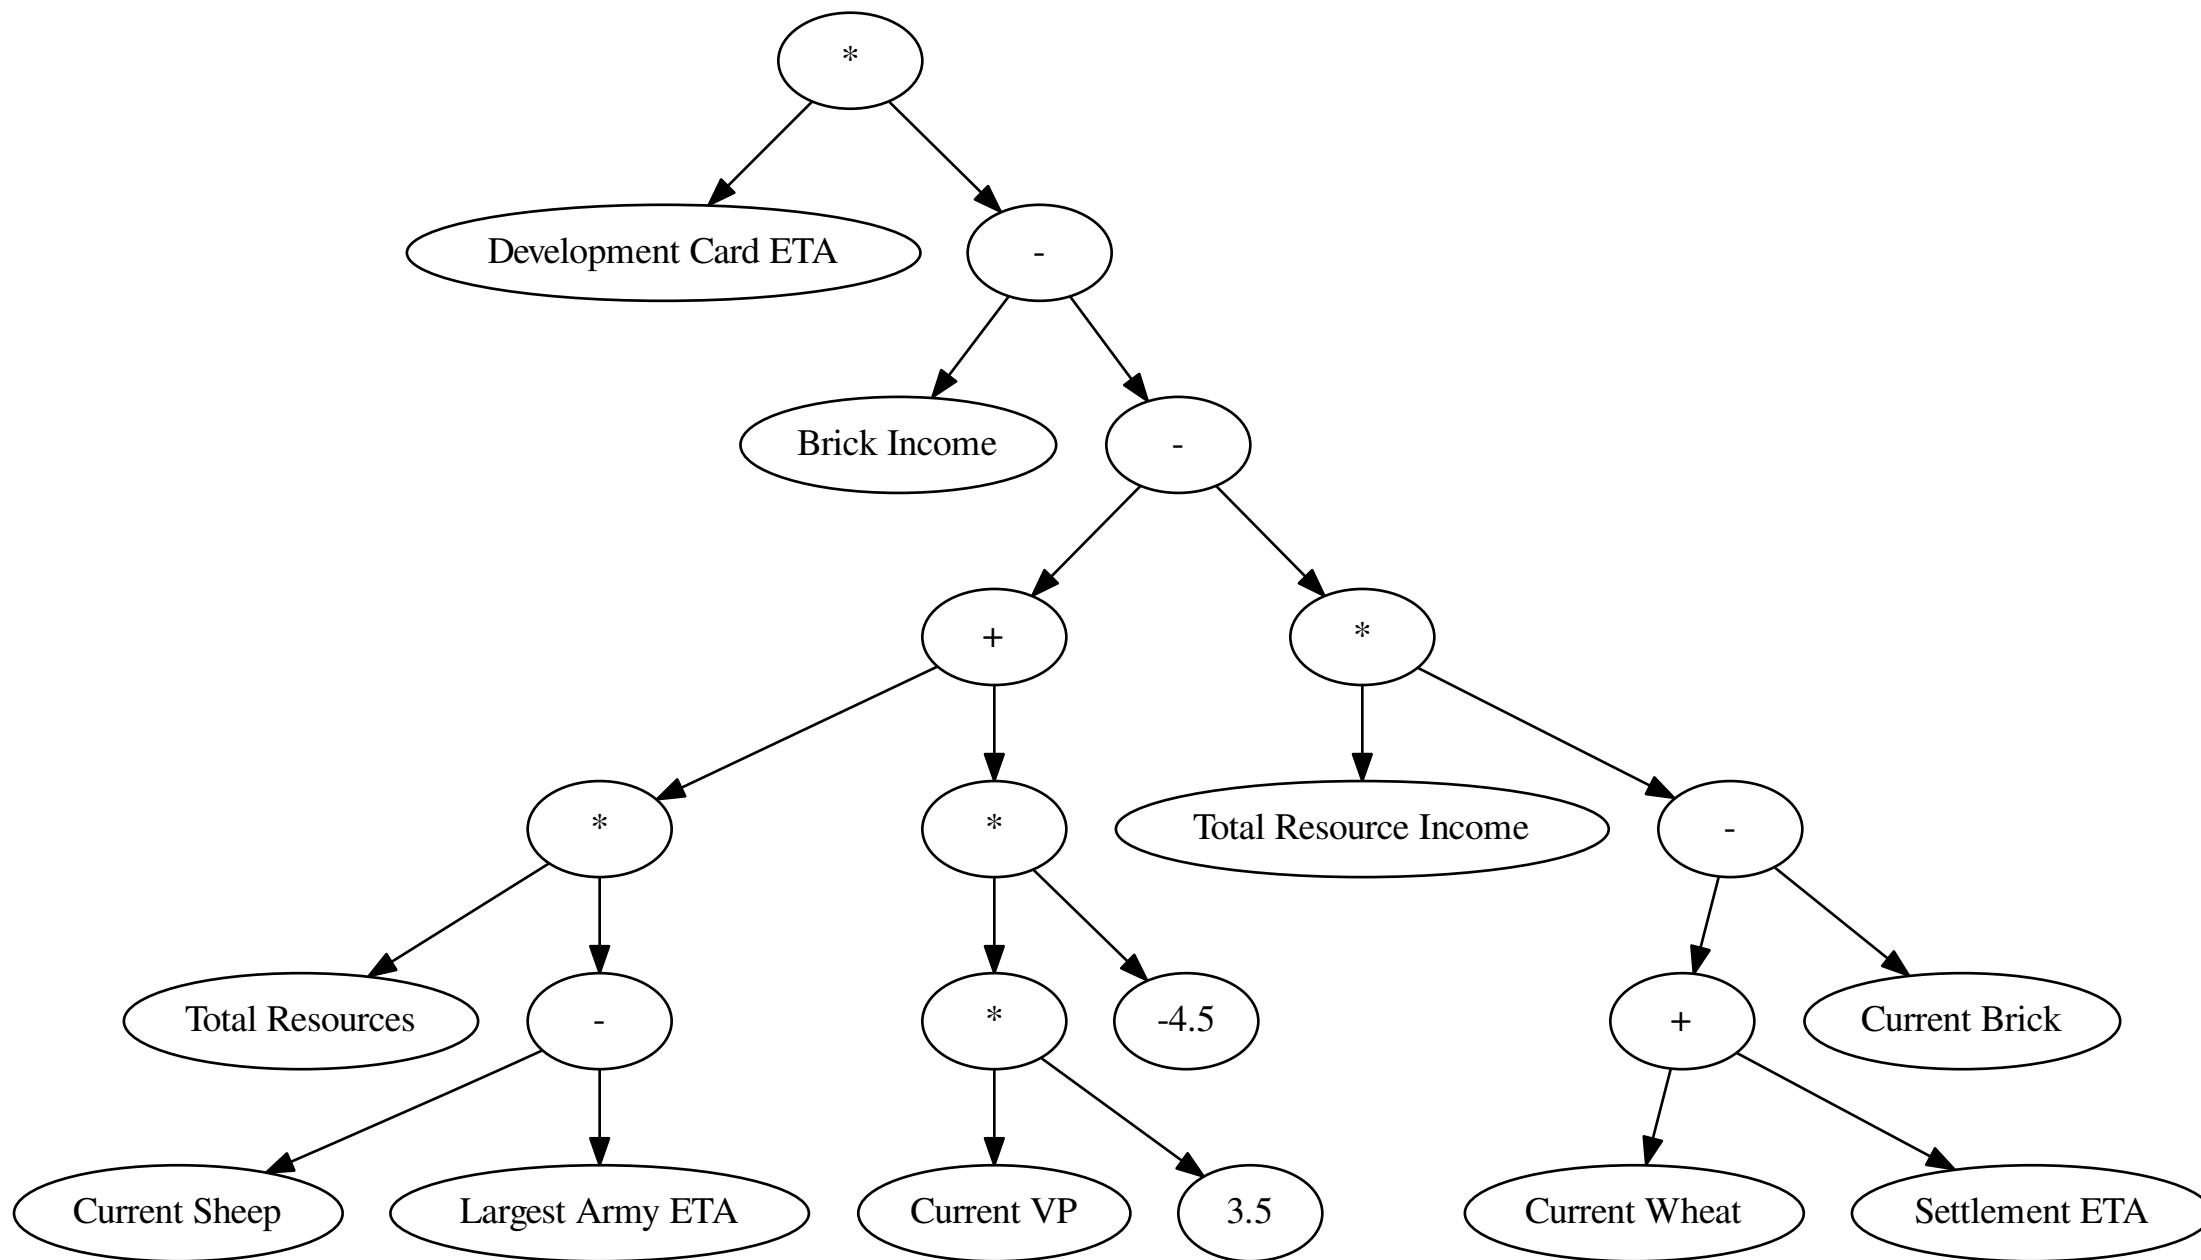 *
Development Card ETA
-
Brick Income
-
+
*
*
*
Total Resource Income
-
Total Resources
-
*
-4.5
+
Current Brick
Current Sheep
Largest Army ETA
Current VP
3.5
Current Wheat
Settlement ETA